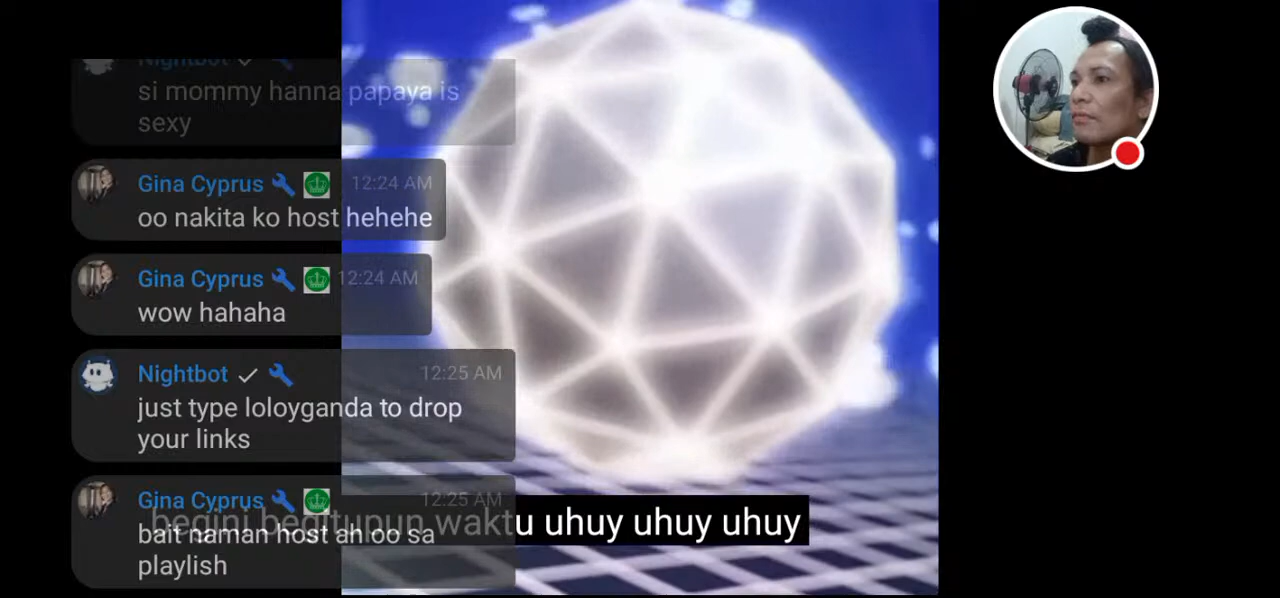 Nightbot
si mommy hanna papaya is
sexy
Gina Cyprus 12:24 AM
oo nakita ko host hehehe
Gina Cyprus 12:24 AM
wow hahaha
Nightbot 12:25 AM
just type loloyganda to drop
your links
Gina Cyprus 12:25 AM
bait naman host ah oo sa
playlish
begini begitupun waktu uhuy uhuy uhuy